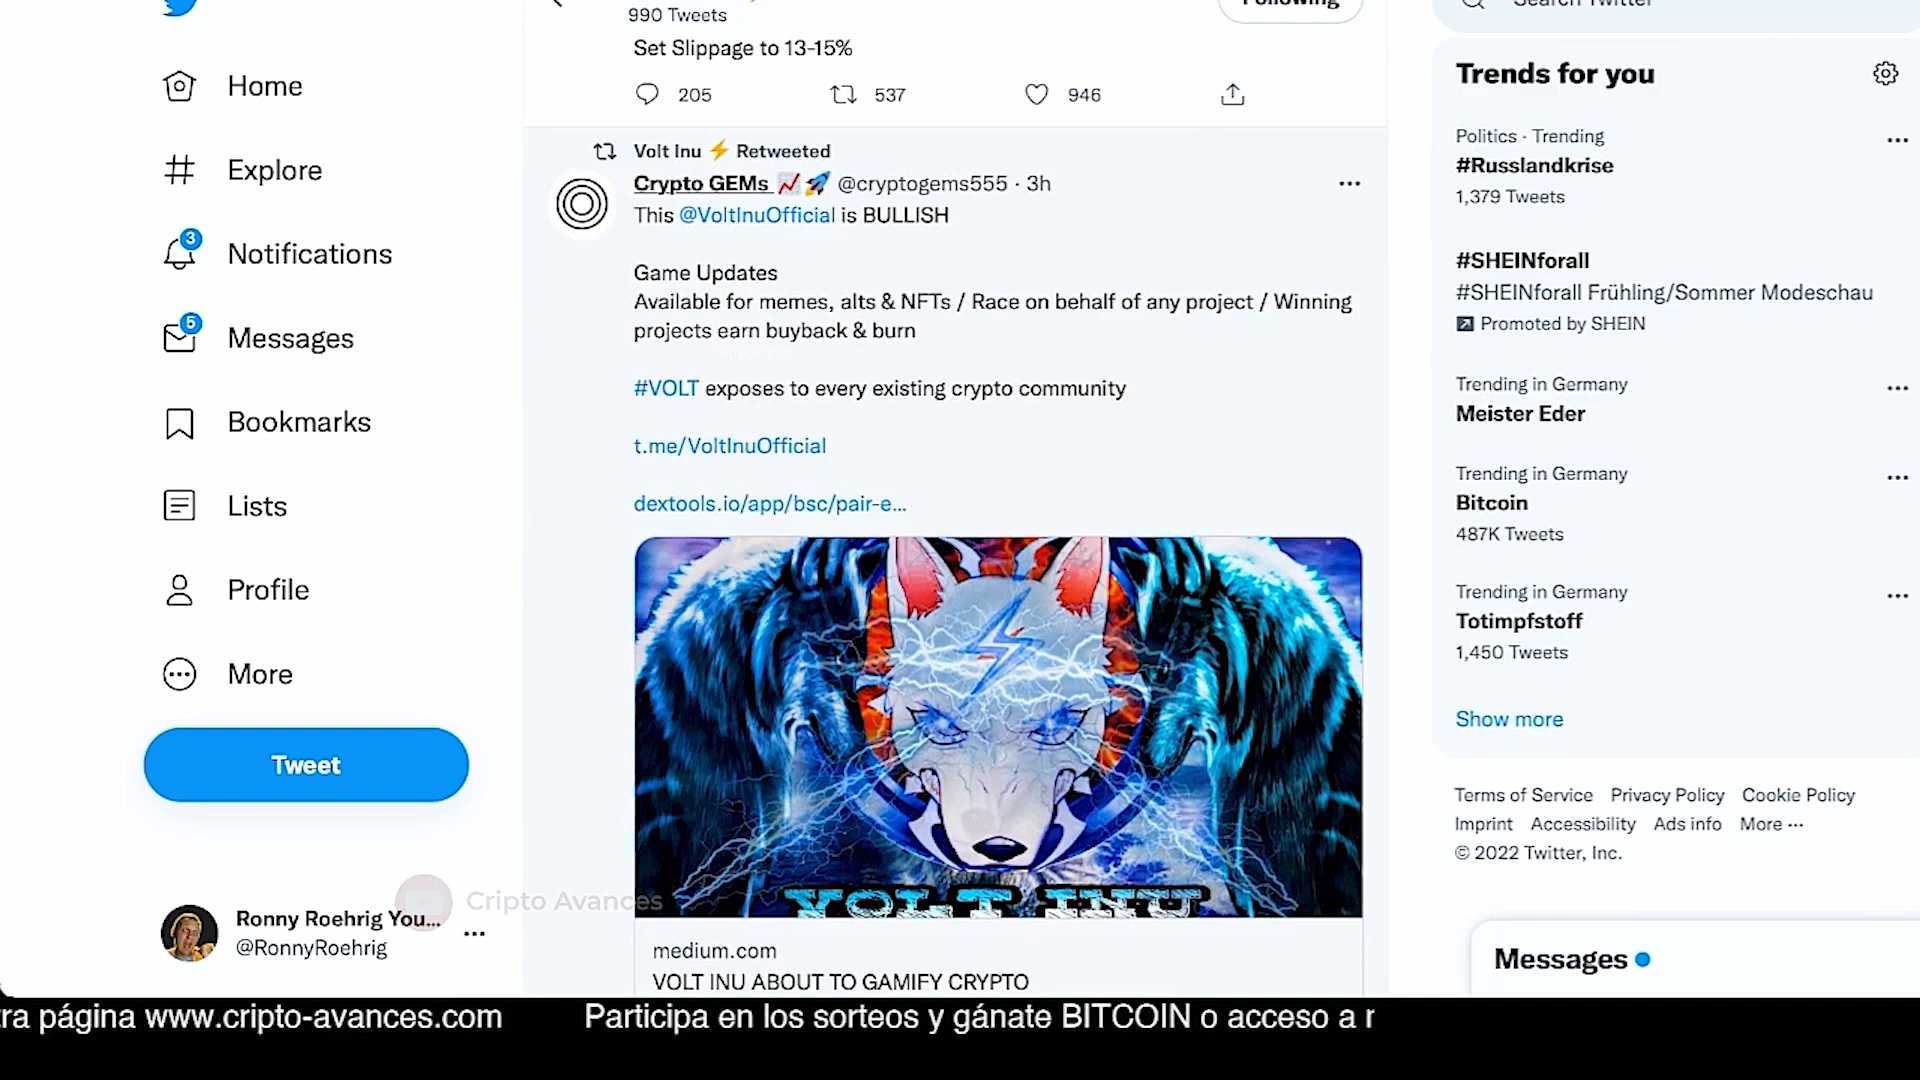 990 Tweets
Following
Search Twitter
Set Slippage to 13-15%
205 537 946
Home
Explore
3
Notifications
5
Messages
Bookmarks
Lists
Profile
More
Tweet
Ronny Roehrig You...
@RonnyRoehrig
Volt Inu ⚡ Retweeted
Crypto GEMs 📈🚀 @cryptogems555 · 3h
This @VoltInuOfficial is BULLISH
Game Updates
Available for memes, alts & NFTs / Race on behalf of any project / Winning
projects earn buyback & burn
#VOLT exposes to every existing crypto community
t.me/VoltInuOfficial
dextools.io/app/bsc/pair-e...
VOLT INU
medium.com
VOLT INU ABOUT TO GAMIFY CRYPTO
Cripto Avances
Trends for you
Politics · Trending
#Russlandkrise
1,379 Tweets
#SHEINforall
#SHEINforall Frühling/Sommer Modeschau
Promoted by SHEIN
Trending in Germany
Meister Eder
Trending in Germany
Bitcoin
487K Tweets
Trending in Germany
Totimpfstoff
1,450 Tweets
Show more
Terms of Service Privacy Policy Cookie Policy
Imprint Accessibility Ads info More ···
© 2022 Twitter, Inc.
Messages
tra página www.cripto-avances.com Participa en los sorteos y gánate BITCOIN o acceso a